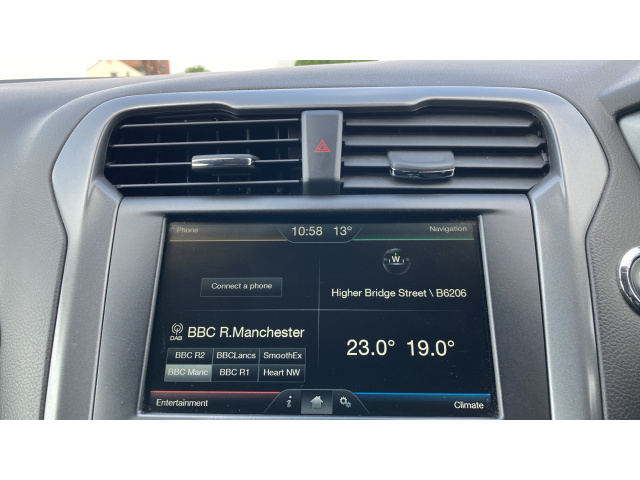 Phone 10:58 13° Navigation
W
Connect a phone
Higher Bridge Street \ B6206
DAB BBC R.Manchester
23.0° 19.0°
BBC R2 BBCLancs SmoothEx
BBC Manc BBC R1 Heart NW
Entertainment i Climate